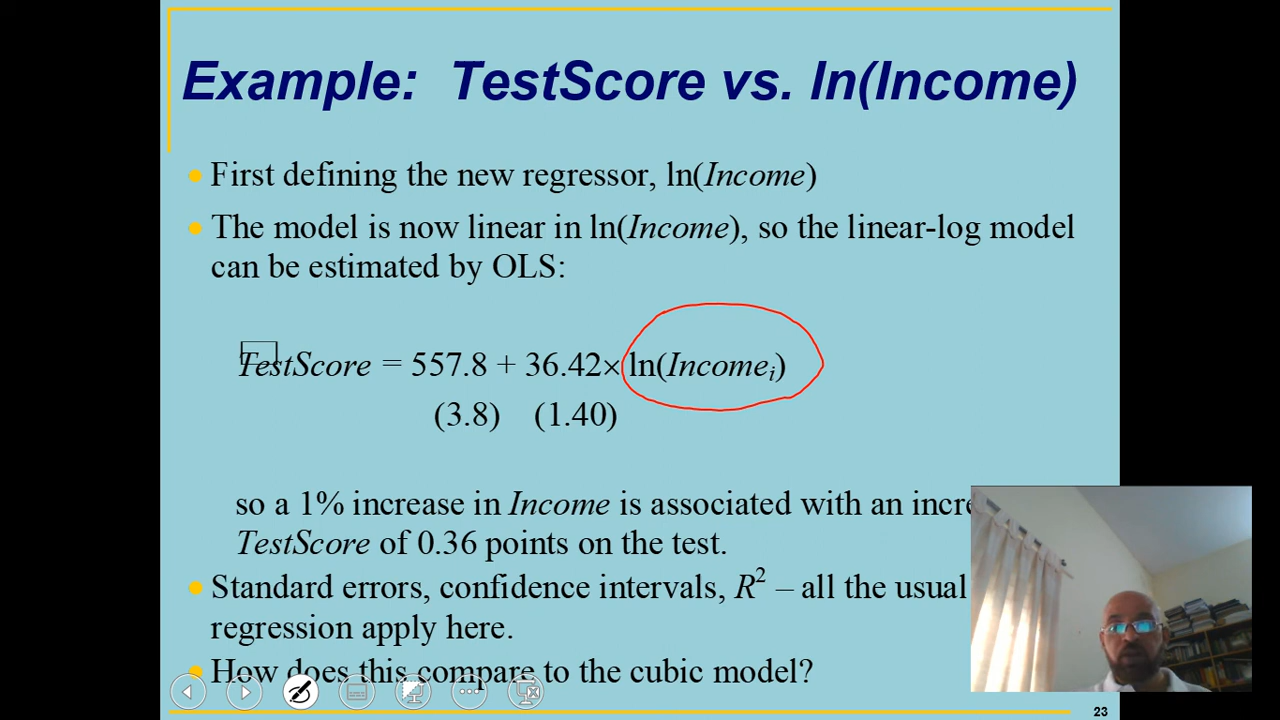 Example: TestScore vs. ln(Income)
• First defining the new regressor, ln(Income)
• The model is now linear in ln(Income), so the linear-log model
can be estimated by OLS:
TestScore = 557.8 + 36.42× ln(Incomeᵢ)
(3.8) (1.40)
so a 1% increase in Income is associated with an
TestScore of 0.36 points on the test.
• Standard errors, confidence intervals, R² – all the usual
regression apply here.
• How does this compare to the cubic model?
23